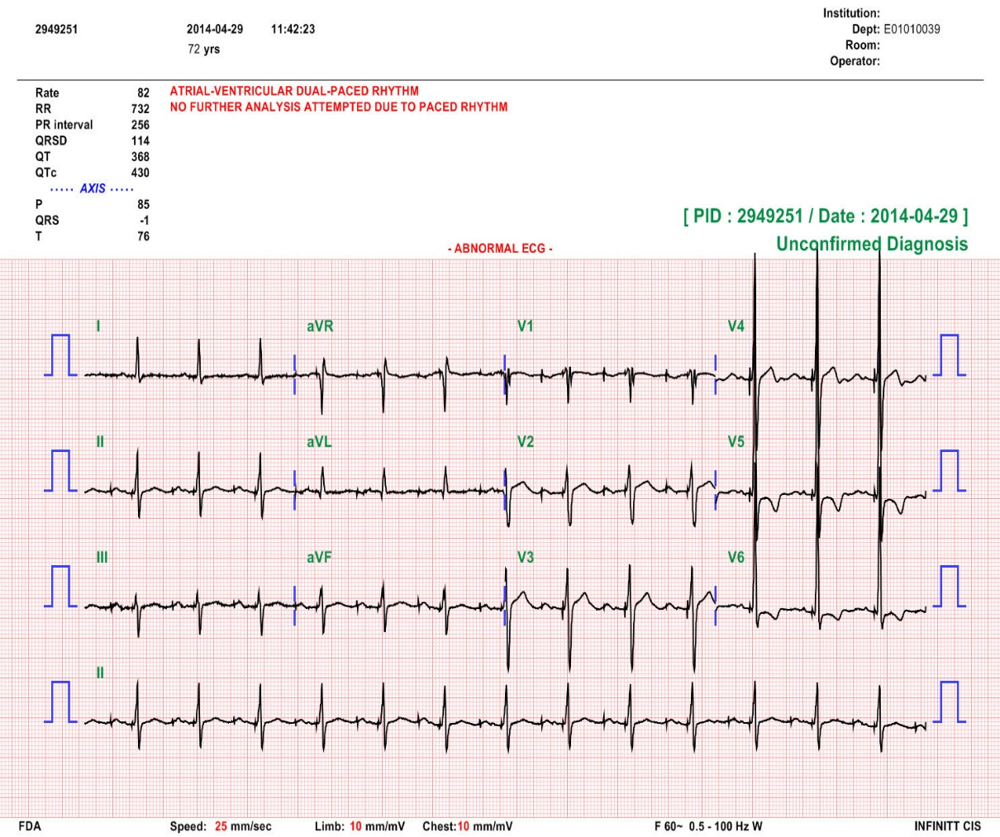 Institution:
2949251 2014-04-29 11:42:23 Dept: E01010039
72 yrs Room:
Operator:
Rate 82 ATRIAL-VENTRICULAR DUAL-PACED RHYTHM
RR 732 NO FURTHER ANALYSIS ATTEMPTED DUE TO PACED RHYTHM
PR interval 256
QRSD 114
QT 368
QTc 430
····· AXIS ·····
P 85
QRS -1
T 76
[ PID : 2949251 / Date : 2014-04-29 ]
- ABNORMAL ECG - Unconfirmed Diagnosis
I aVR V1 V4
II aVL V2 V5
III aVF V3 V6
II
FDA Speed: 25 mm/sec Limb: 10 mm/mV Chest:10 mm/mV F 60~ 0.5 - 100 Hz W INFINITT CIS